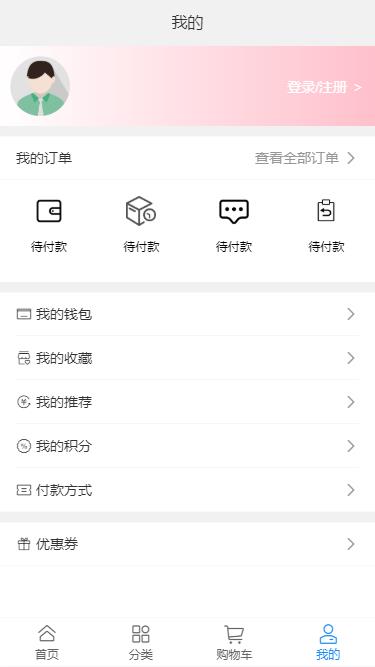 我的
登录/注册 >
我的订单 查看全部订单
待付款 待付款 待付款 待付款
我的钱包
我的收藏
我的推荐
我的积分
付款方式
优惠券
首页 分类 购物车 我的